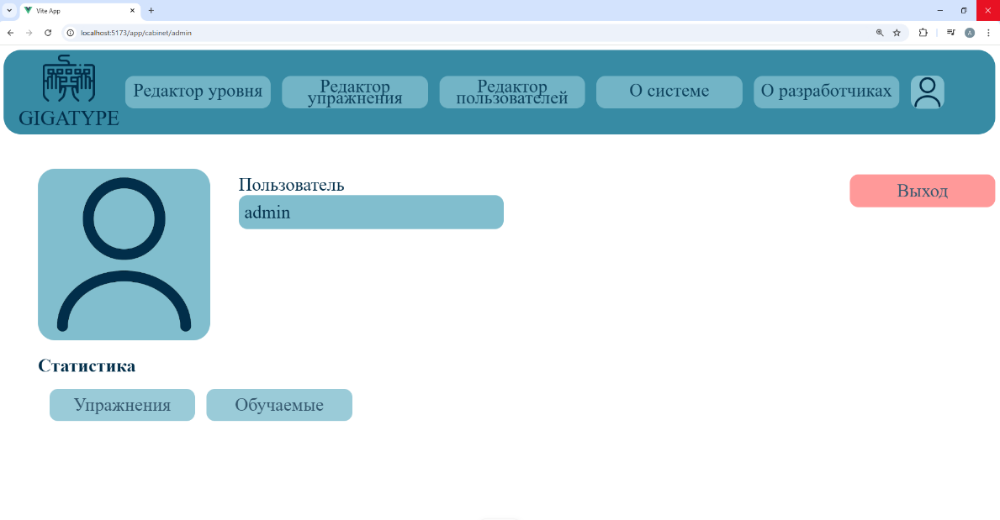 Vite App
localhost:5173/app/cabinet/admin
A
GIGATYPE
Редактор уровня
Редактор
упражнения
Редактор
пользователей
О системе
О разработчиках
Пользователь
admin
Выход
Статистика
Упражнения
Обучаемые